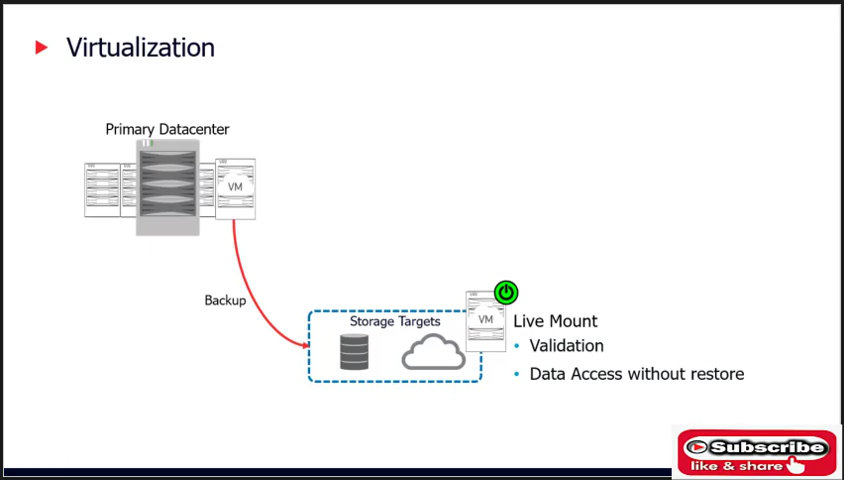 Virtualization
Primary Datacenter
VM
Backup
Storage Targets
VM
Live Mount
• Validation
• Data Access without restore
Subscribe
like & share